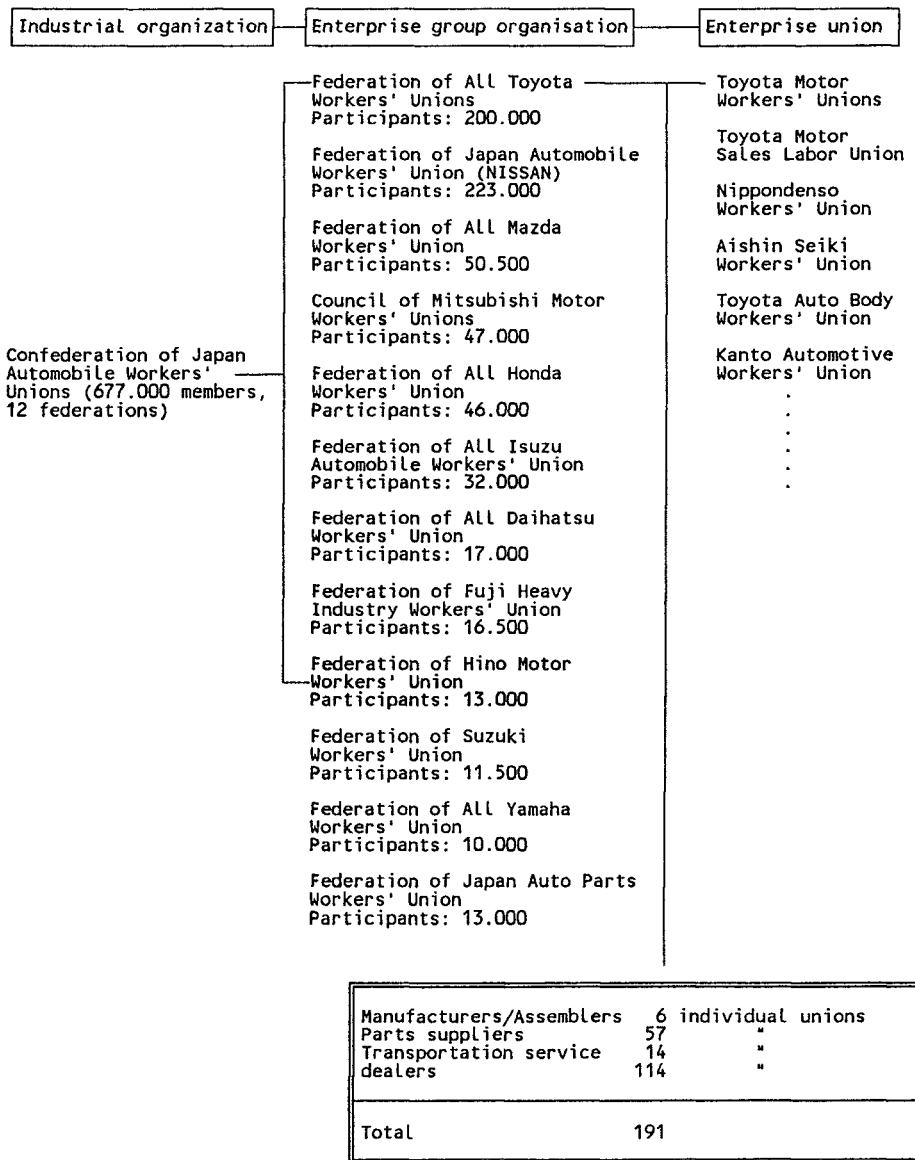 Industrial organization
Enterprise group organisation
Enterprise union
Confederation of Japan
Automobile Workers'
Unions (677.000 members,
12 federations)
Federation of All Toyota
Workers' Unions
Participants: 200.000
Federation of Japan Automobile
Workers' Union (NISSAN)
Participants: 223.000
Federation of All Mazda
Workers' Union
Participants: 50.500
Council of Mitsubishi Motor
Workers' Unions
Participants: 47.000
Federation of All Honda
Workers' Union
Participants: 46.000
Federation of All Isuzu
Automobile Workers' Union
Participants: 32.000
Federation of All Daihatsu
Workers' Union
Participants: 17.000
Federation of Fuji Heavy
Industry Workers' Union
Participants: 16.500
Federation of Hino Motor
Workers' Union
Participants: 13.000
Federation of Suzuki
Workers' Union
Participants: 11.500
Federation of All Yamaha
Workers' Union
Participants: 10.000
Federation of Japan Auto Parts
Workers' Union
Participants: 13.000
Toyota Motor
Workers' Unions
Toyota Motor
Sales Labor Union
Nippondenso
Workers' Union
Aishin Seiki
Workers' Union
Toyota Auto Body
Workers' Union
Kanto Automotive
Workers' Union
.
.
.
.
.
.
Manufacturers/Assemblers 6 individual unions
Parts suppliers 57 "
Transportation service 14 "
dealers 114 "
Total 191